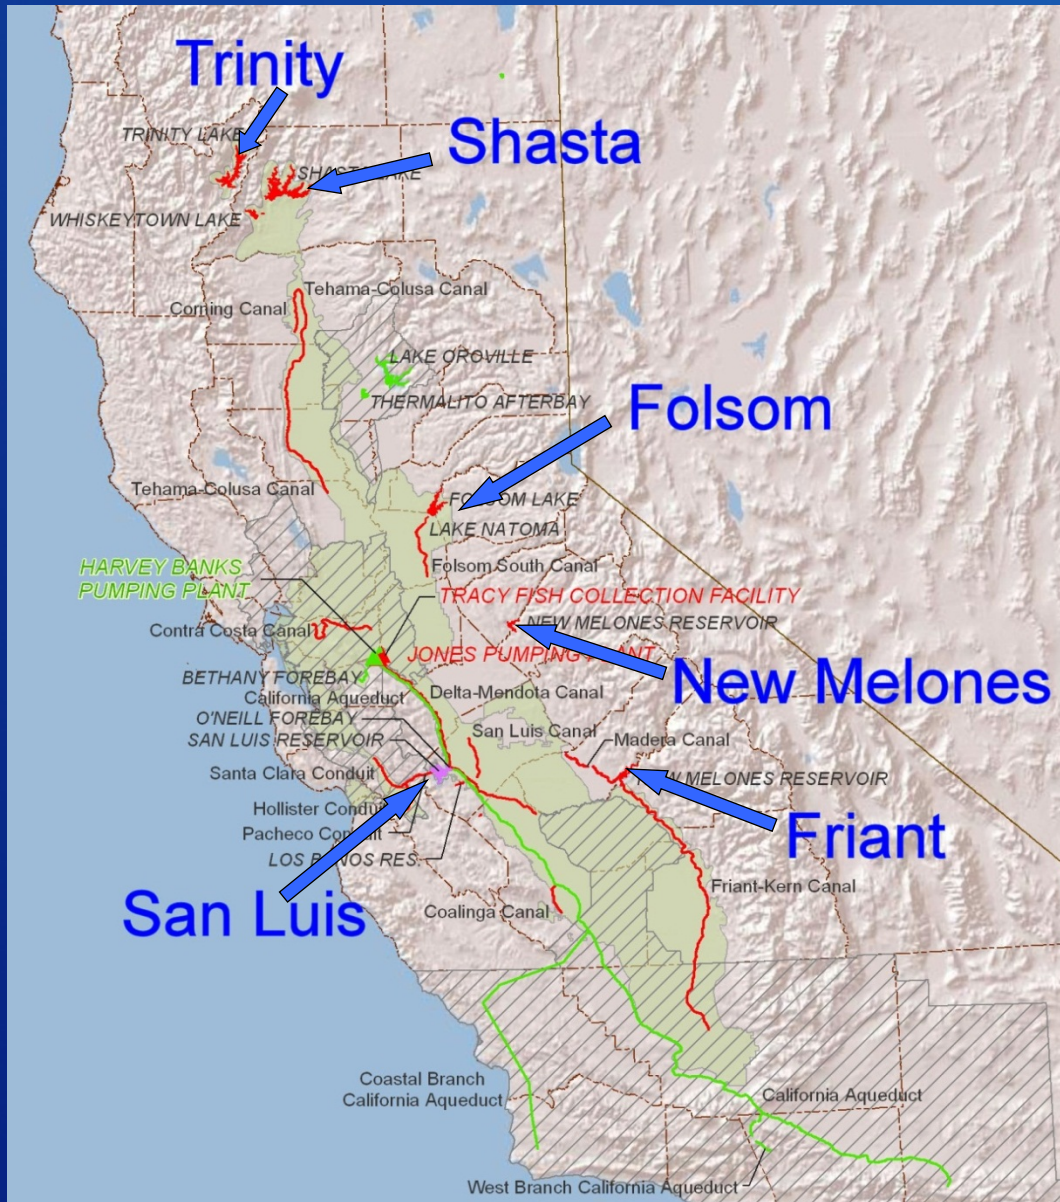 Trinity
TRINITY LAKE
Shasta
SHASTA LAKE
WHISKEYTOWN LAKE
Tehama-Colusa Canal
Corning Canal
LAKE OROVILLE
THERMALITO AFTERBAY
Folsom
Tehama-Colusa Canal
FOLSOM LAKE
LAKE NATOMA
Folsom South Canal
HARVEY BANKS
PUMPING PLANT
TRACY FISH COLLECTION FACILITY
NEW MELONES RESERVOIR
Contra Costa Canal
JONES PUMPING PLANT
BETHANY FOREBAY
New Melones
California Aqueduct
Delta-Mendota Canal
O'NEILL FOREBAY
San Luis Canal
SAN LUIS RESERVOIR
Madera Canal
Santa Clara Conduit
NEW MELONES RESERVOIR
Hollister Conduit
Friant
Pacheco Conduit
LOS BANOS RES.
Friant-Kern Canal
San Luis
Coalinga Canal
Coastal Branch
California Aqueduct
California Aqueduct
West Branch California Aqueduct